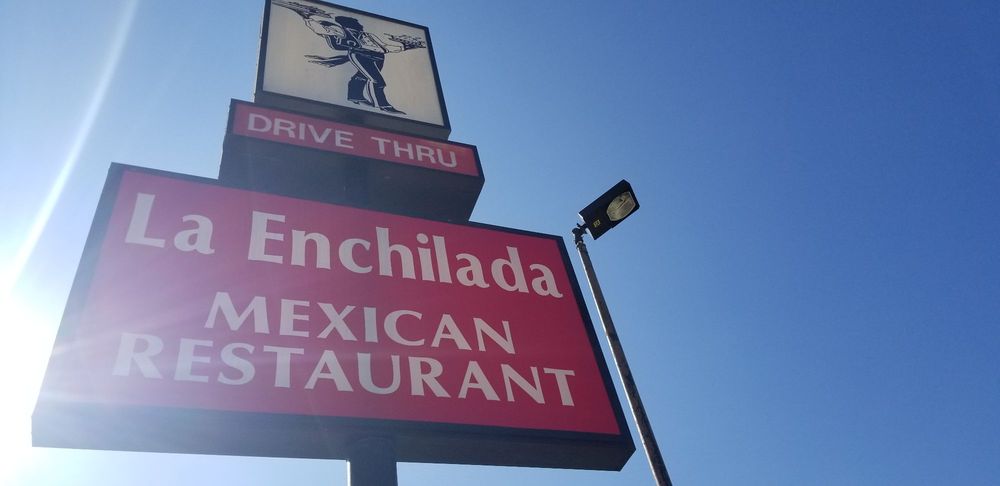 DRIVE THRU
La Enchilada
MEXICAN
RESTAURANT